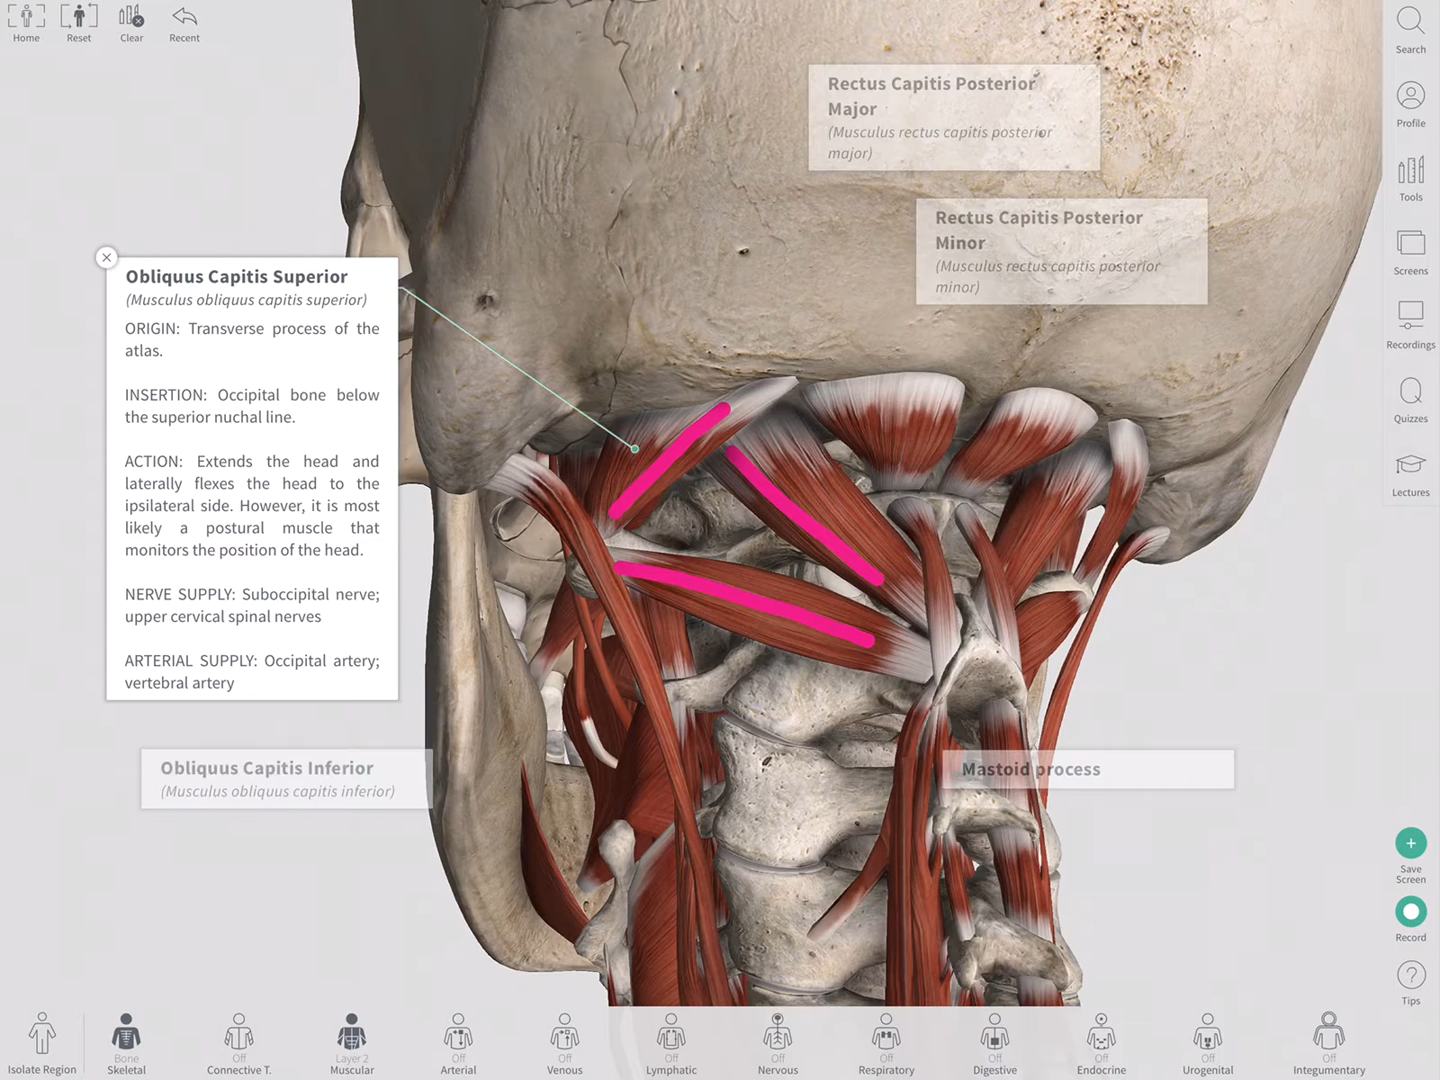 Home
Reset
Clear
Recent
Search
Profile
Tools
Screens
Recordings
Quizzes
Lectures
Rectus Capitis Posterior
Major
(Musculus rectus capitis posterior
major)
Rectus Capitis Posterior
Minor
(Musculus rectus capitis posterior
minor)
Obliquus Capitis Superior
(Musculus obliquus capitis superior)
ORIGIN: Transverse process of the
atlas.
INSERTION: Occipital bone below
the superior nuchal line.
ACTION: Extends the head and
laterally flexes the head to the
ipsilateral side. However, it is most
likely a postural muscle that
monitors the position of the head.
NERVE SUPPLY: Suboccipital nerve;
upper cervical spinal nerves
ARTERIAL SUPPLY: Occipital artery;
vertebral artery
Obliquus Capitis Inferior
(Musculus obliquus capitis inferior)
Mastoid process
Save
Screen
Record
Tips
Isolate Region
Bone
Skeletal
Off
Connective T.
Layer 2
Muscular
Off
Arterial
Off
Venous
Off
Lymphatic
Off
Nervous
Off
Respiratory
Off
Digestive
Off
Endocrine
Off
Urogenital
Off
Integumentary